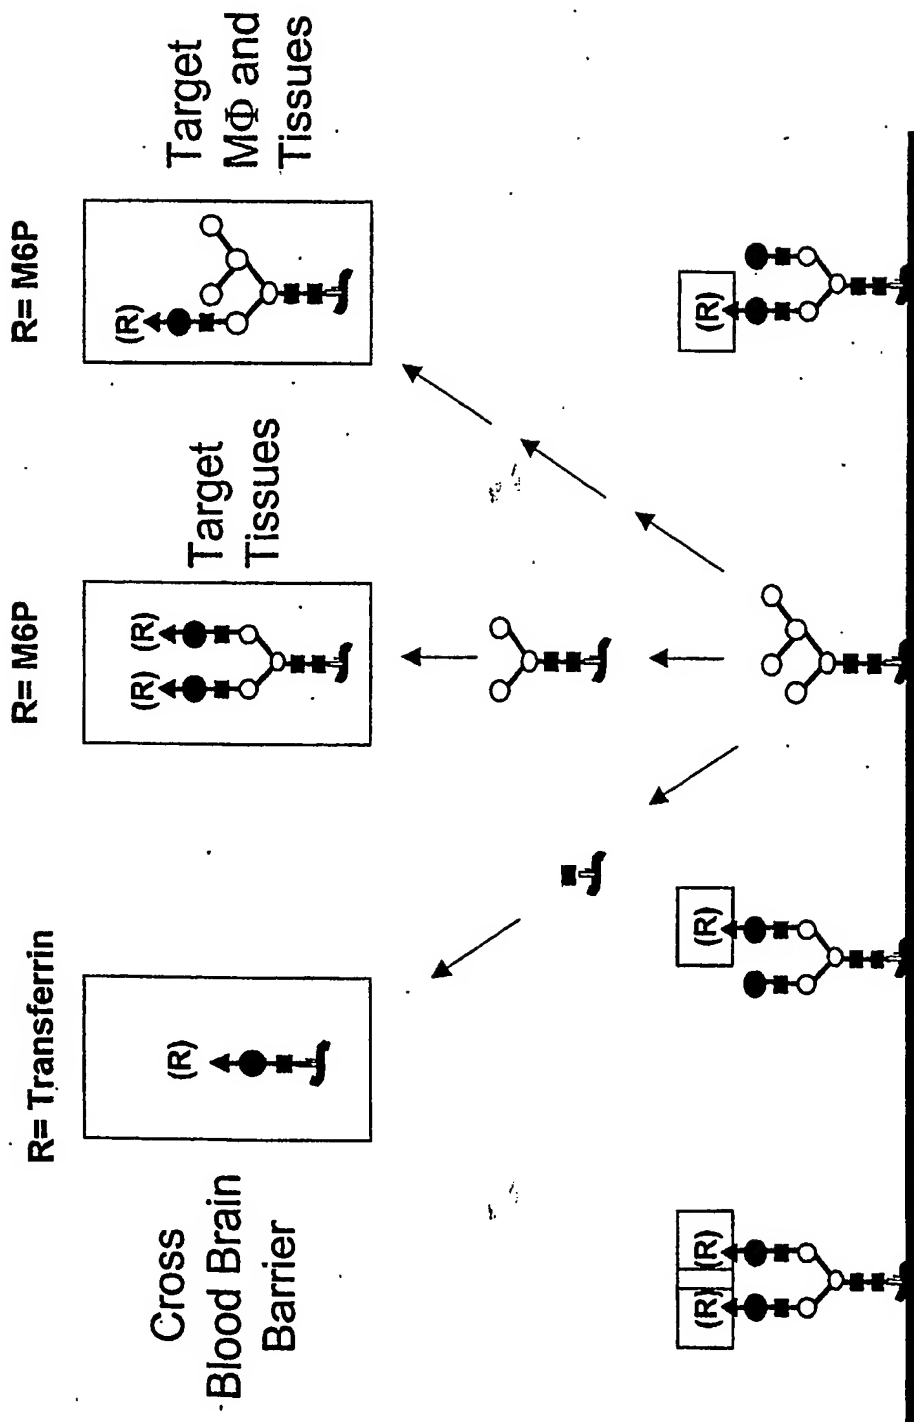 R= Transferrin
R= M6P
R= M6P
Cross
Blood Brain
Barrier
(R)
(R) (R)
Target
Tissues
(R)
Target
MΦ and
Tissues
(R) (R)
(R)
(R)